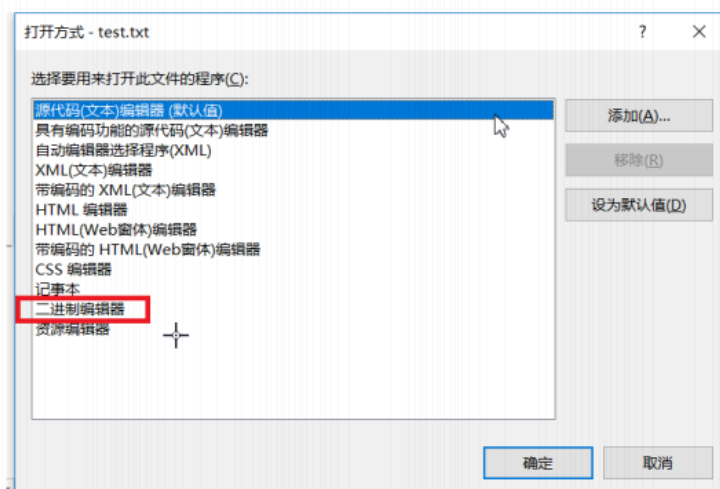 打开方式 - test.txt
选择要用来打开此文件的程序(C):
源代码(文本)编辑器 (默认值)
具有编码功能的源代码(文本)编辑器
自动编辑器选择程序(XML)
XML(文本)编辑器
带编码的 XML(文本)编辑器
HTML 编辑器
HTML(Web窗体)编辑器
带编码的 HTML(Web窗体)编辑器
CSS 编辑器
记事本
二进制编辑器
资源编辑器
添加(A)...
移除(R)
设为默认值(D)
确定
取消